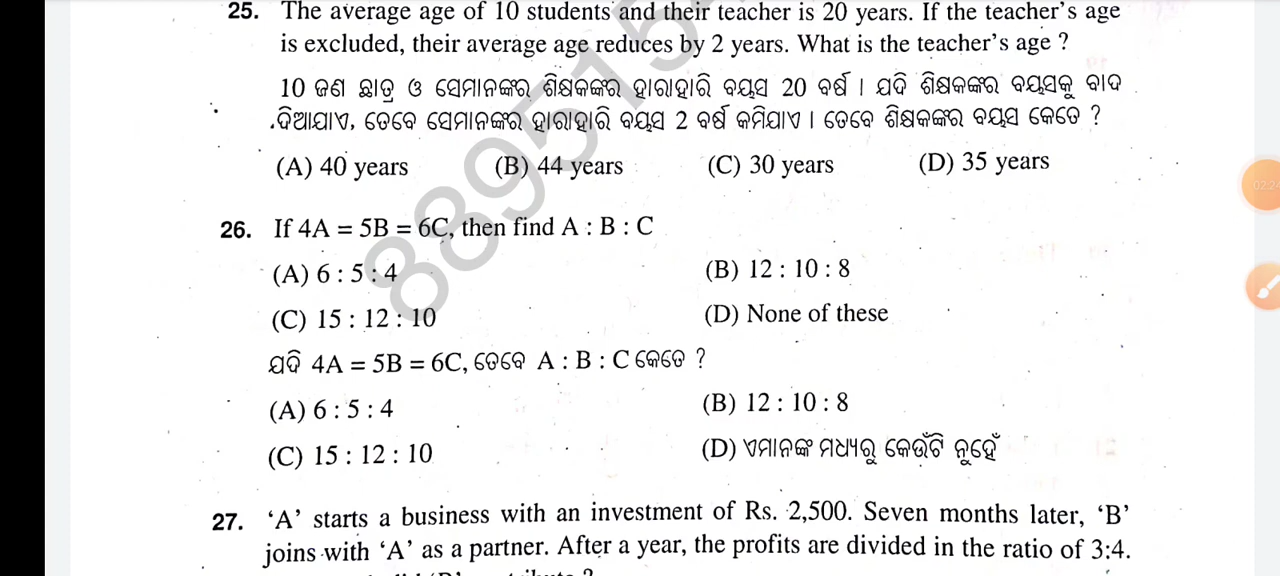 25. The average age of 10 students and their teacher is 20 years. If the teacher's age
is excluded, their average age reduces by 2 years. What is the teacher's age ?
10 ଜଣ ଛାତ୍ର ଓ ସେମାନଙ୍କର ଶିକ୍ଷକଙ୍କର ହାରାହାରି ବୟସ 20 ବର୍ଷ । ଯଦି ଶିକ୍ଷକଙ୍କର ବୟସକୁ ବାଦ
ଦିଆଯାଏ, ତେବେ ସେମାନଙ୍କର ହାରାହାରି ବୟସ 2 ବର୍ଷ କମିଯାଏ । ତେବେ ଶିକ୍ଷକଙ୍କର ବୟସ କେତେ ?
(A) 40 years (B) 44 years (C) 30 years (D) 35 years
26. If 4A = 5B = 6C, then find A : B : C
(A) 6 : 5 : 4 (B) 12 : 10 : 8
(C) 15 : 12 : 10 (D) None of these
ଯଦି 4A = 5B = 6C, ତେବେ A : B : C କେତେ ?
(A) 6 : 5 : 4 (B) 12 : 10 : 8
(C) 15 : 12 : 10 (D) ଏମାନଙ୍କ ମଧ୍ୟରୁ କେଉଁଟି ନୁହେଁ
27. 'A' starts a business with an investment of Rs. 2,500. Seven months later, 'B'
joins with 'A' as a partner. After a year, the profits are divided in the ratio of 3:4.
889515